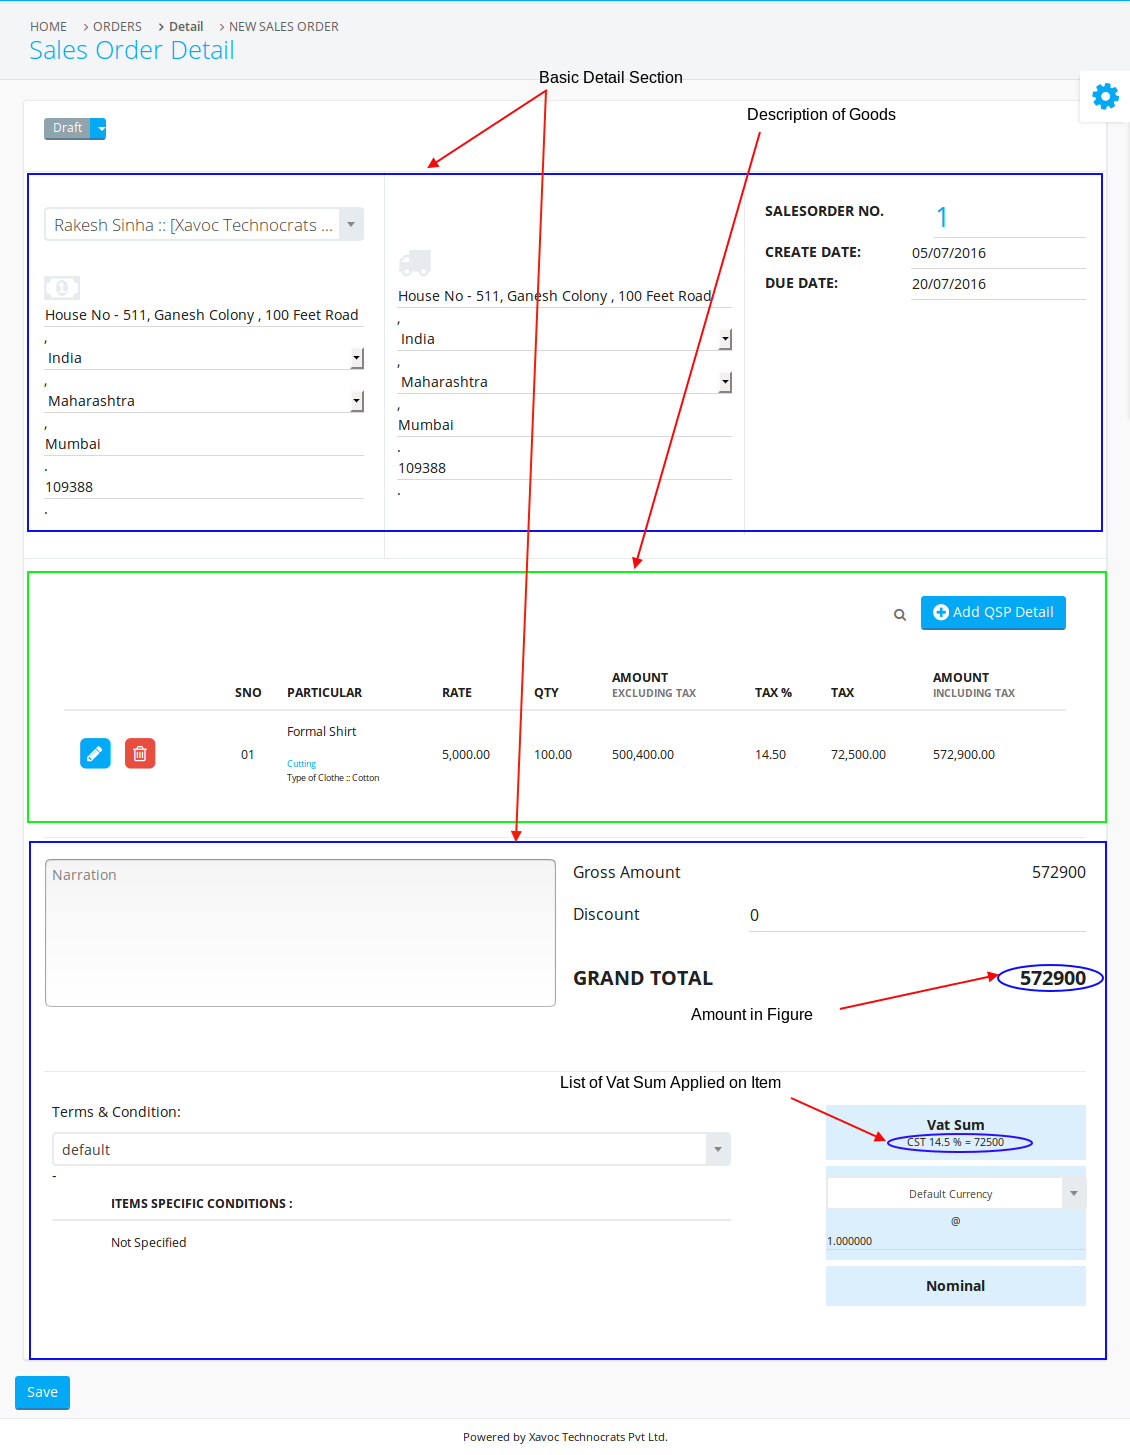 HOME > ORDERS > Detail > NEW SALES ORDER
Sales Order Detail
Basic Detail Section
Description of Goods
Draft
Rakesh Sinha :: [Xavoc Technocrats ...
1
House No - 511, Ganesh Colony , 100 Feet Road
,
India
,
Maharashtra
,
Mumbai
.
109388
.
House No - 511, Ganesh Colony , 100 Feet Road
,
India
,
Maharashtra
,
Mumbai
.
109388
.
SALESORDER NO. 1
CREATE DATE: 05/07/2016
DUE DATE: 20/07/2016
Add QSP Detail
SNO PARTICULAR RATE QTY AMOUNT EXCLUDING TAX TAX % TAX AMOUNT INCLUDING TAX
01 Formal Shirt 5,000.00 100.00 500,400.00 14.50 72,500.00 572,900.00
Cutting
Type of Clothe :: Cotton
Narration
Gross Amount 572900
Discount 0
GRAND TOTAL 572900
Amount in Figure
List of Vat Sum Applied on Item
Terms & Condition:
default
-
ITEMS SPECIFIC CONDITIONS :
Not Specified
Vat Sum
CST 14.5 % = 72500
Default Currency
@
1.000000
Nominal
Save
Powered by Xavoc Technocrats Pvt Ltd.